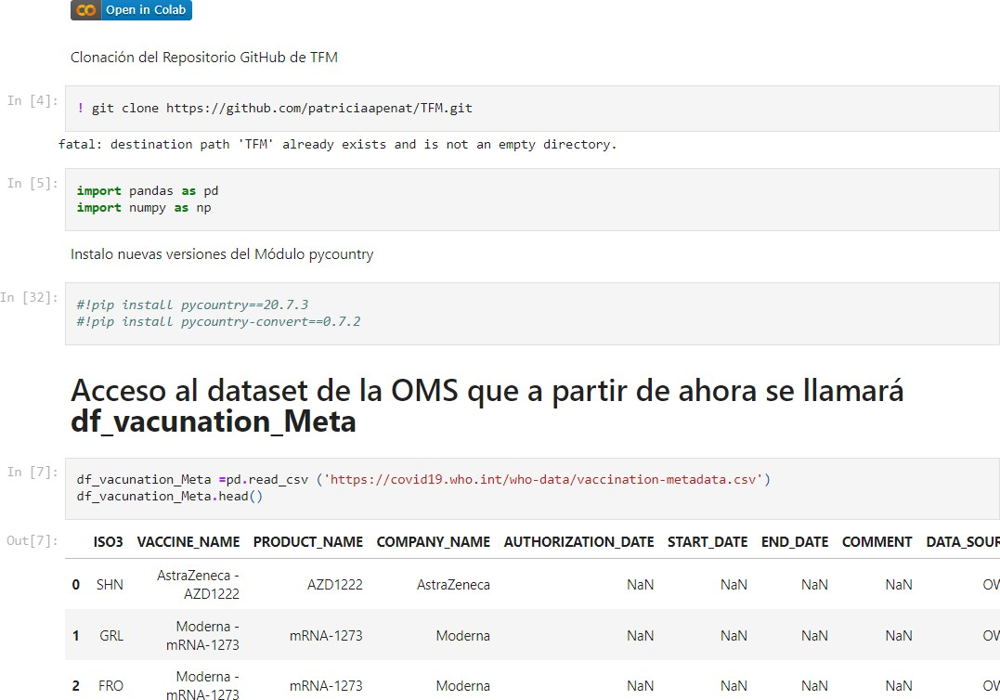 Open in Colab
Clonación del Repositorio GitHub de TFM
In [4]:
! git clone https://github.com/patriciaapenat/TFM.git
fatal: destination path 'TFM' already exists and is not an empty directory.
In [5]:
import pandas as pd
import numpy as np
Instalo nuevas versiones del Módulo pycountry
In [32]:
#!pip install pycountry==20.7.3
#!pip install pycountry-convert==0.7.2
Acceso al dataset de la OMS que a partir de ahora se llamará
df_vacunation_Meta
In [7]:
df_vacunation_Meta =pd.read_csv ('https://covid19.who.int/who-data/vaccination-metadata.csv')
df_vacunation_Meta.head()
Out[7]:
ISO3 VACCINE_NAME PRODUCT_NAME COMPANY_NAME AUTHORIZATION_DATE START_DATE END_DATE COMMENT DATA_SOUR
0 SHN AstraZeneca - AZD1222 AZD1222 AstraZeneca NaN NaN NaN NaN OW
1 GRL Moderna - mRNA-1273 mRNA-1273 Moderna NaN NaN NaN NaN OW
2 FRO Moderna - mRNA-1273 mRNA-1273 Moderna NaN NaN NaN NaN OW